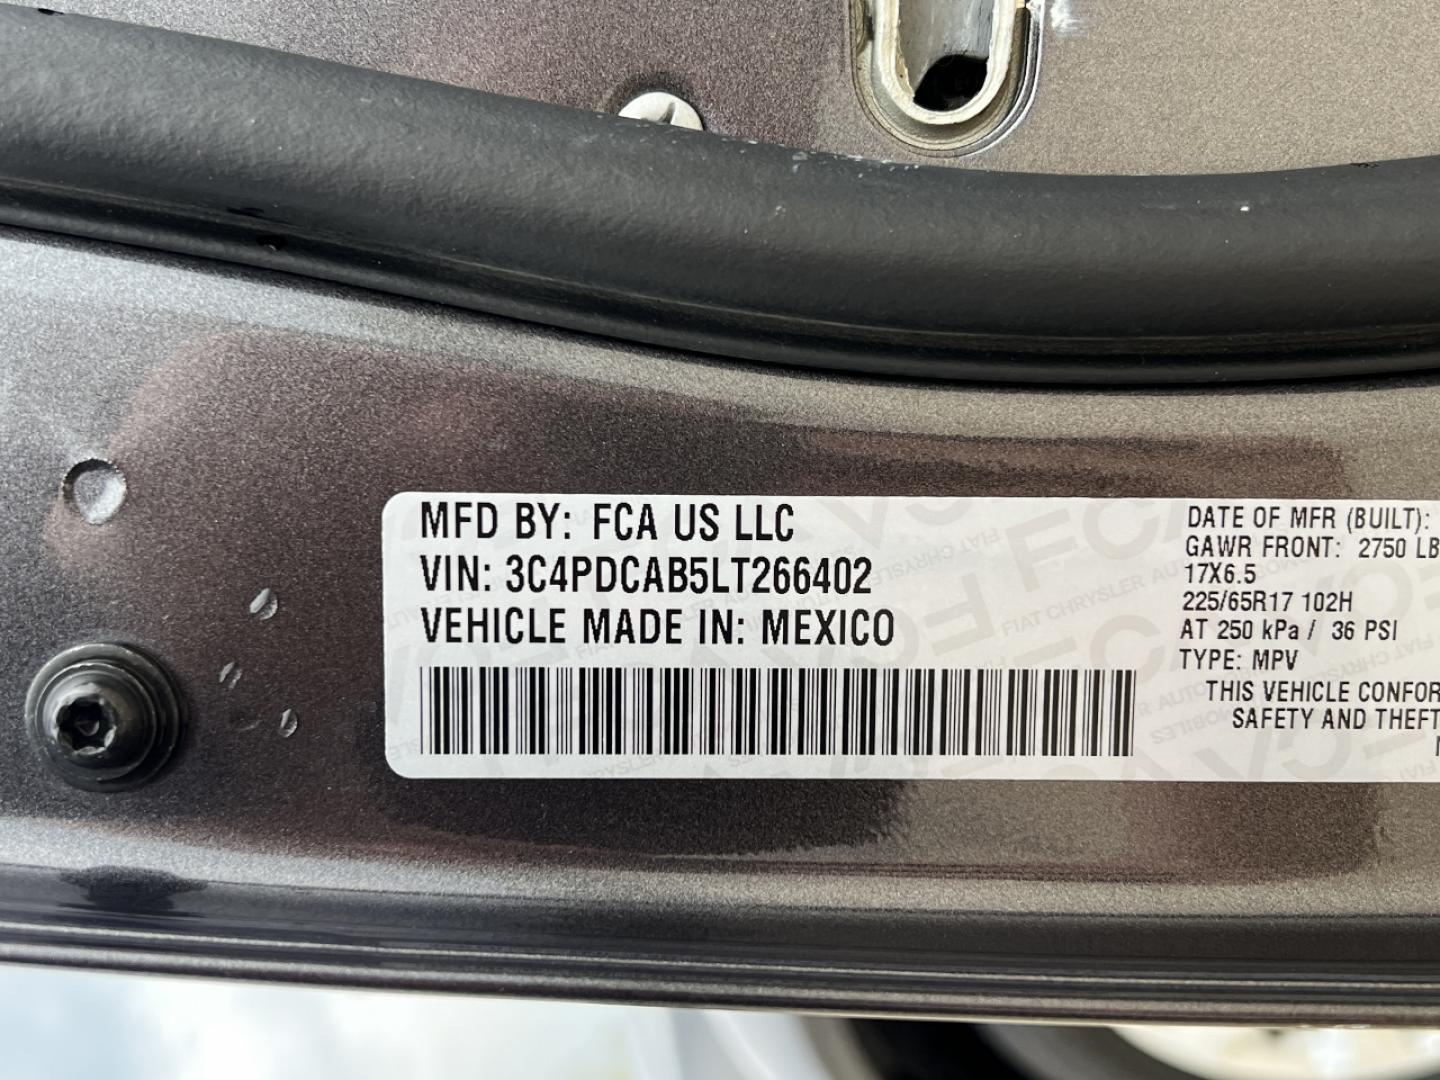 MFD BY: FCA US LLC
VIN: 3C4PDCAB5LT266402
VEHICLE MADE IN: MEXICO
DATE OF MFR (BUILT):
GAWR FRONT: 2750 LB
17X6.5
225/65R17 102H
AT 250 kPa / 36 PSI
TYPE: MPV
THIS VEHICLE CONFOR
SAFETY AND THEFT